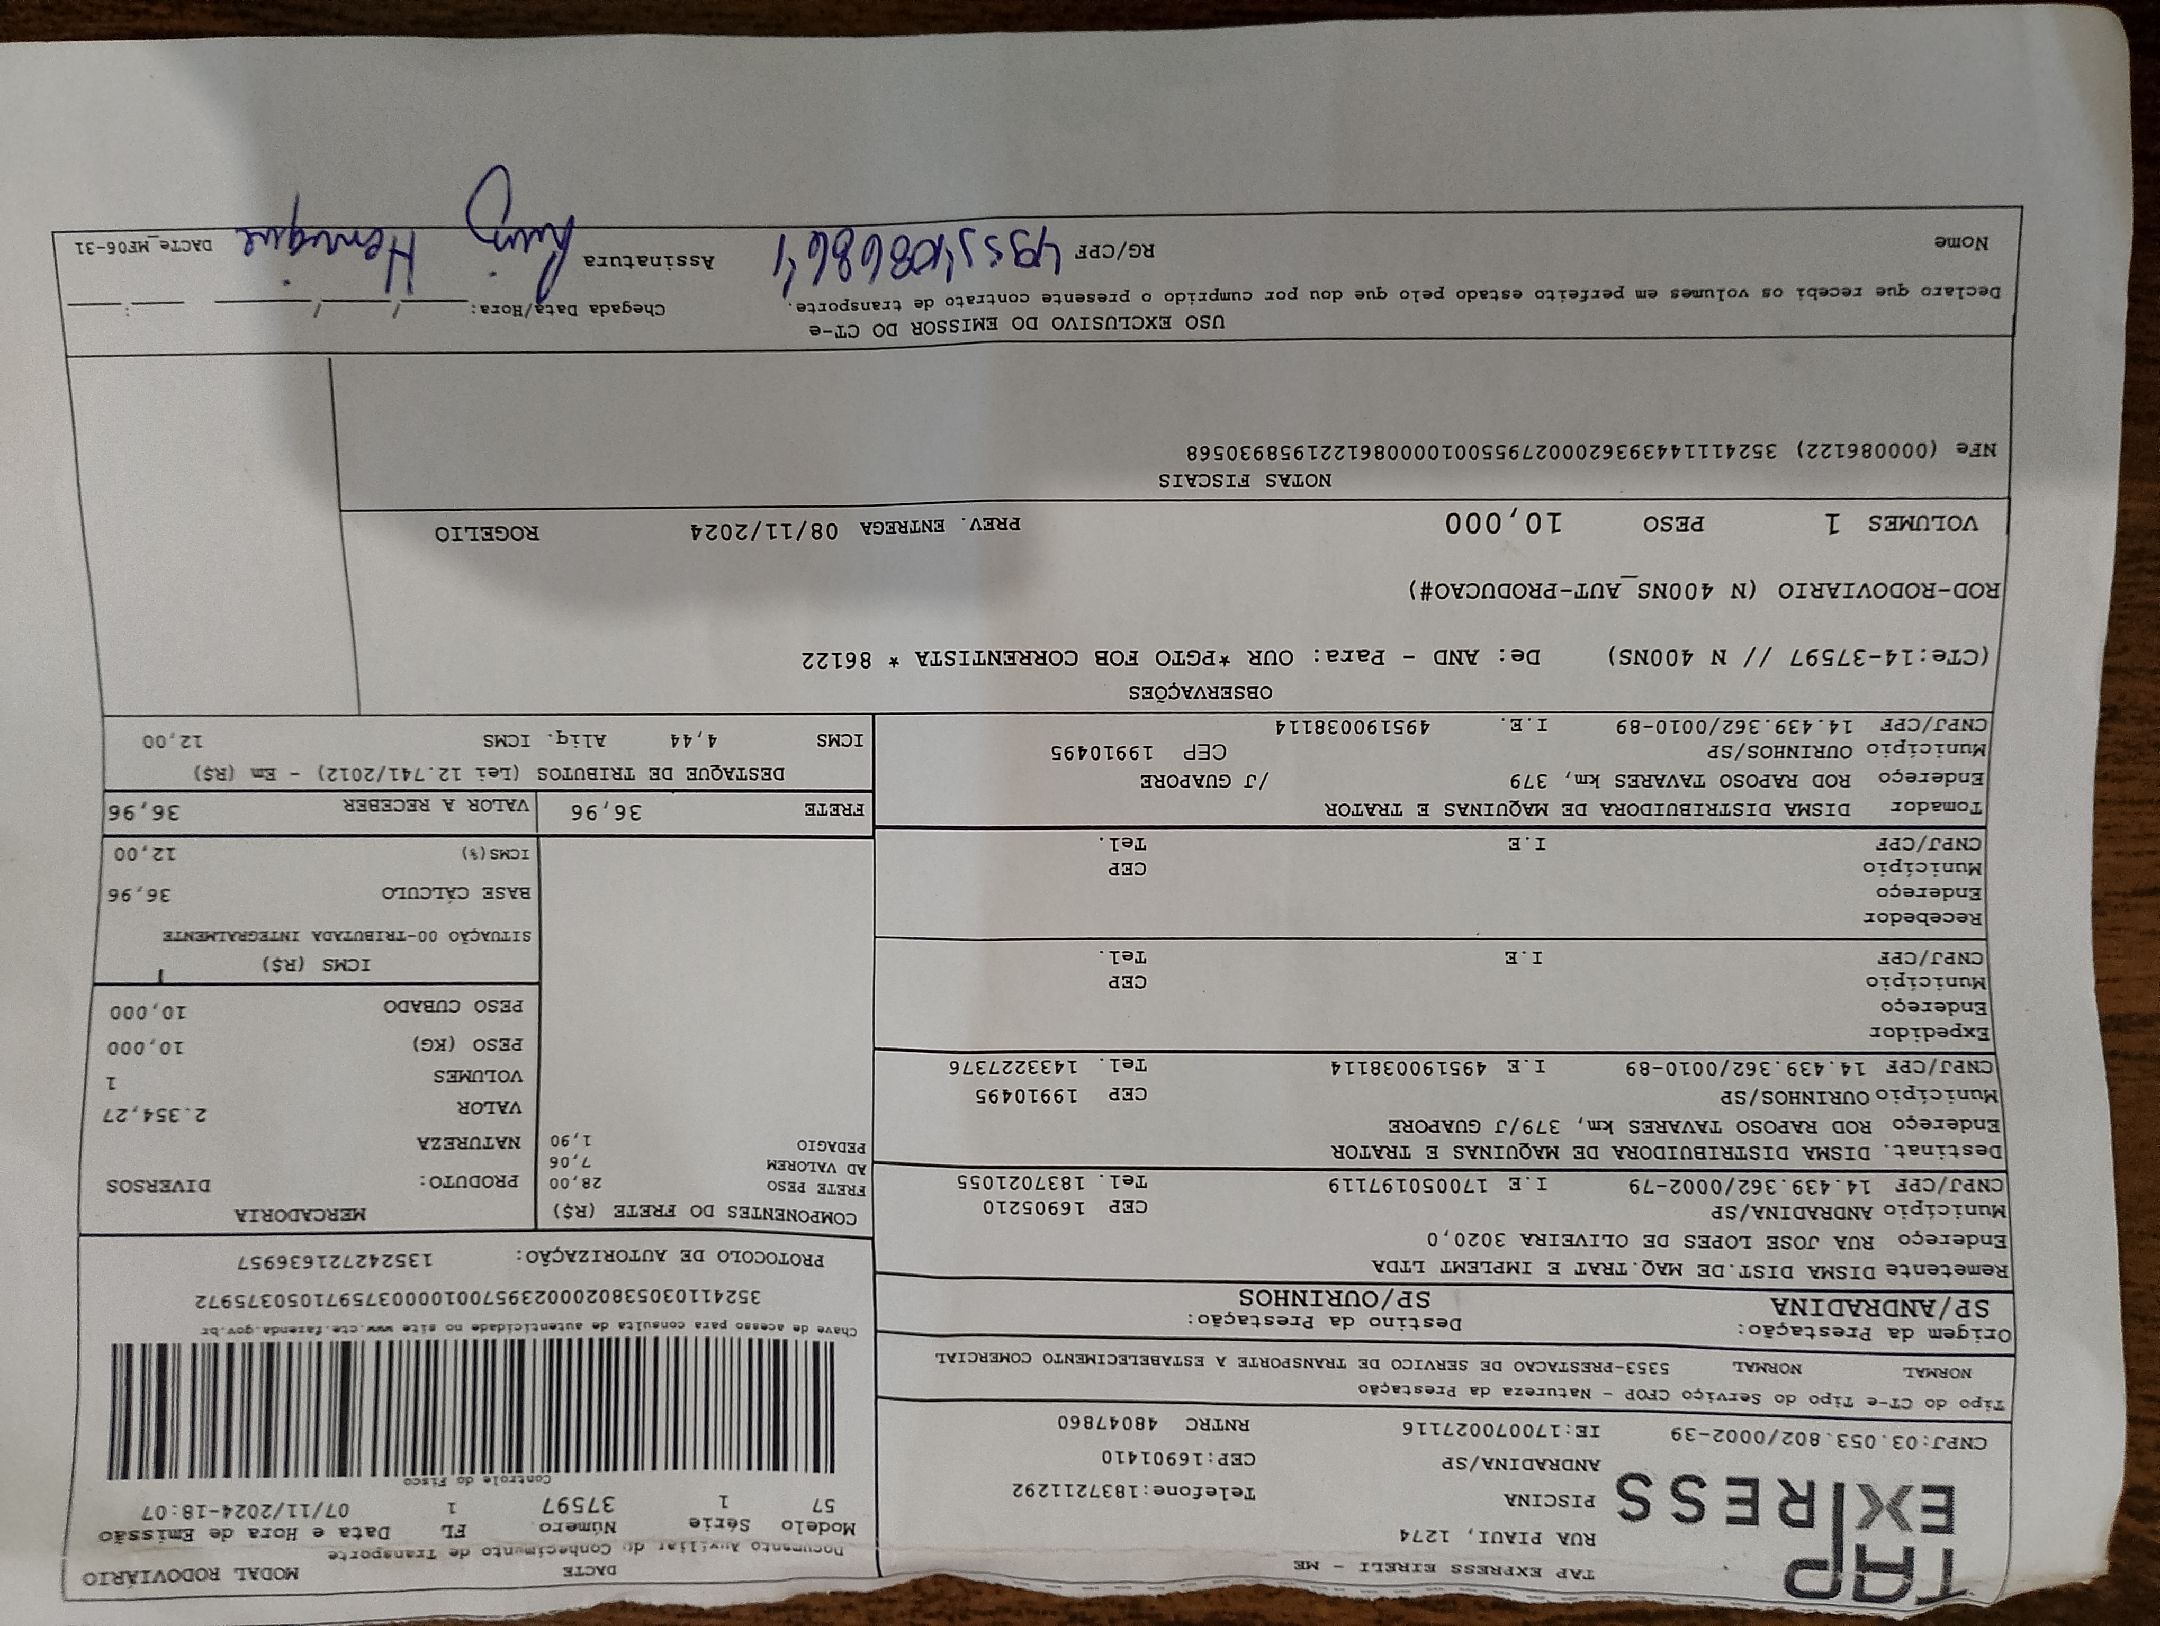 TAP
EXPRESS
TAP EXPRESS EIRELI - ME
RUA PIAUI, 1274
PISCINA
Telefone:1837211292
ANDRADINA/SP
CEP:16901410
CNPJ:03.053.802/0002-39 IE:170070027116 RNTRC 48047860
DACTE MODAL RODOVIÁRIO
Documento Auxiliar do Conhecimento de Transporte
Modelo Série Número FL Data e Hora de Emissão
57 1 37597 1 07/11/2024-18:07
Controle do Fisco
Chave de acesso para consulta de autenticidade no site www.cte.fazenda.gov.br
35241103053802000239570010000375971050375972
PROTOCOLO DE AUTORIZAÇÃO: 135242721636957
Tipo do CT-e Tipo do Serviço CFOP - Natureza da Prestação
NORMAL NORMAL 5353-PRESTACAO DE SERVICO DE TRANSPORTE A ESTABELECIMENTO COMERCIAL
Origem da Prestação: Destino da Prestação:
SP/ANDRADINA SP/OURINHOS
Remetente DISMA DIST.DE MAQ.TRAT E IMPLEMT LTDA
Endereço RUA JOSE LOPES DE OLIVEIRA 3020,0
Município ANDRADINA/SP CEP 16905210
CNPJ/CPF 14.439.362/0002-79 I.E 170050197119 Tel. 1837021055
Destinat. DISMA DISTRIBUIDORA DE MAQUINAS E TRATOR
Endereço ROD RAPOSO TAVARES km, 379/J GUAPORE
Município OURINHOS/SP CEP 19910495
CNPJ/CPF 14.439.362/0010-89 I.E 495190038114 Tel. 1433227376
Expedidor
Endereço
Município CEP
CNPJ/CPF I.E Tel.
Recebedor
Endereço
Município CEP
CNPJ/CPF I.E Tel.
Tomador DISMA DISTRIBUIDORA DE MAQUINAS E TRATOR
Endereço ROD RAPOSO TAVARES km, 379 /J GUAPORE
Município OURINHOS/SP CEP 19910495
CNPJ/CPF 14.439.362/0010-89 I.E. 495190038114
COMPONENTES DO FRETE (R$)
FRETE PESO 28,00
AD VALOREM 7,06
PEDAGIO 1,90
MERCADORIA
PRODUTO: DIVERSOS
NATUREZA
VALOR 2.354,27
VOLUMES 1
PESO (KG) 10,000
PESO CUBADO 10,000
ICMS (R$)
SITUAÇÃO 00-TRIBUTADA INTEGRALMENTE
BASE CÁLCULO 36,96
ICMS(%) 12,00
FRETE 36,96 VALOR A RECEBER 36,96
DESTAQUE DE TRIBUTOS (Lei 12.741/2012) - Em (R$)
ICMS 4,44 Aliq. ICMS 12,00
OBSERVAÇÕES
(CTe:14-37597 // N 400NS) De: AND - Para: OUR *PGTO FOB CORRENTISTA * 86122
ROD-RODOVIARIO (N 400NS_AUT-PRODUCAO#)
VOLUMES 1 PESO 10,000 PREV. ENTREGA 08/11/2024 ROGELIO
NOTAS FISCAIS
NFe (000086122) 35241114439362000279550010000861221958930568
USO EXCLUSIVO DO EMISSOR DO CT-e
Declaro que recebi os volumes em perfeito estado pelo que dou por cumprido o presente contrato de transporte. Chegada Data/Hora: / / :
Nome RG/CPF Assinatura Henrique DACTe_MF06-31